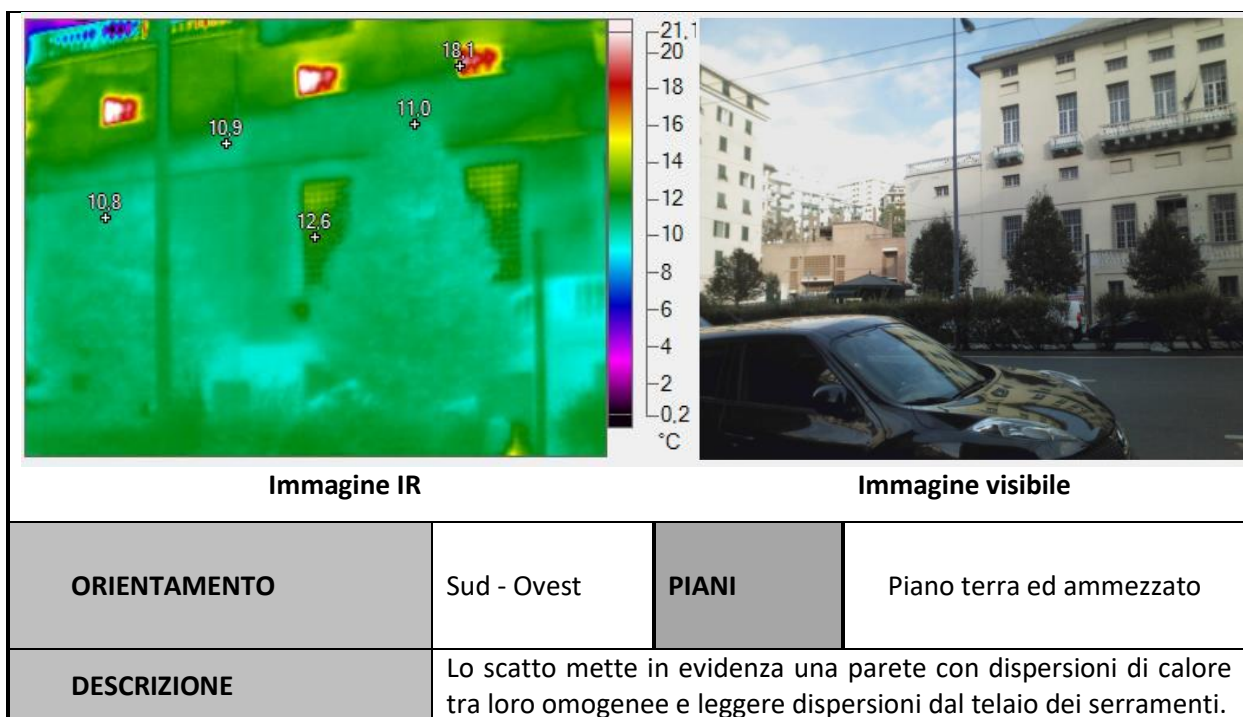 21,1
20
18
16
14
12
10
8
6
4
2
0,2
°C
18,1
11,0
10,9
10,8
12,6
Immagine IR
Immagine visibile
ORIENTAMENTO
Sud - Ovest
PIANI
Piano terra ed ammezzato
DESCRIZIONE
Lo scatto mette in evidenza una parete con dispersioni di calore
tra loro omogenee e leggere dispersioni dal telaio dei serramenti.